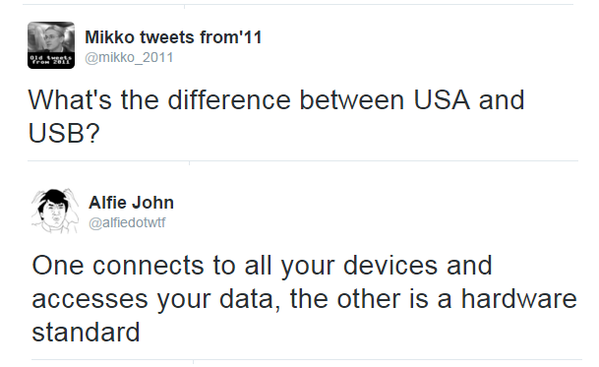 Mikko tweets from'11
Old tweets
from 2011
@mikko_2011
What's the difference between USA and
USB?
Alfie John
@alfiedotwtf
One connects to all your devices and
accesses your data, the other is a hardware
standard